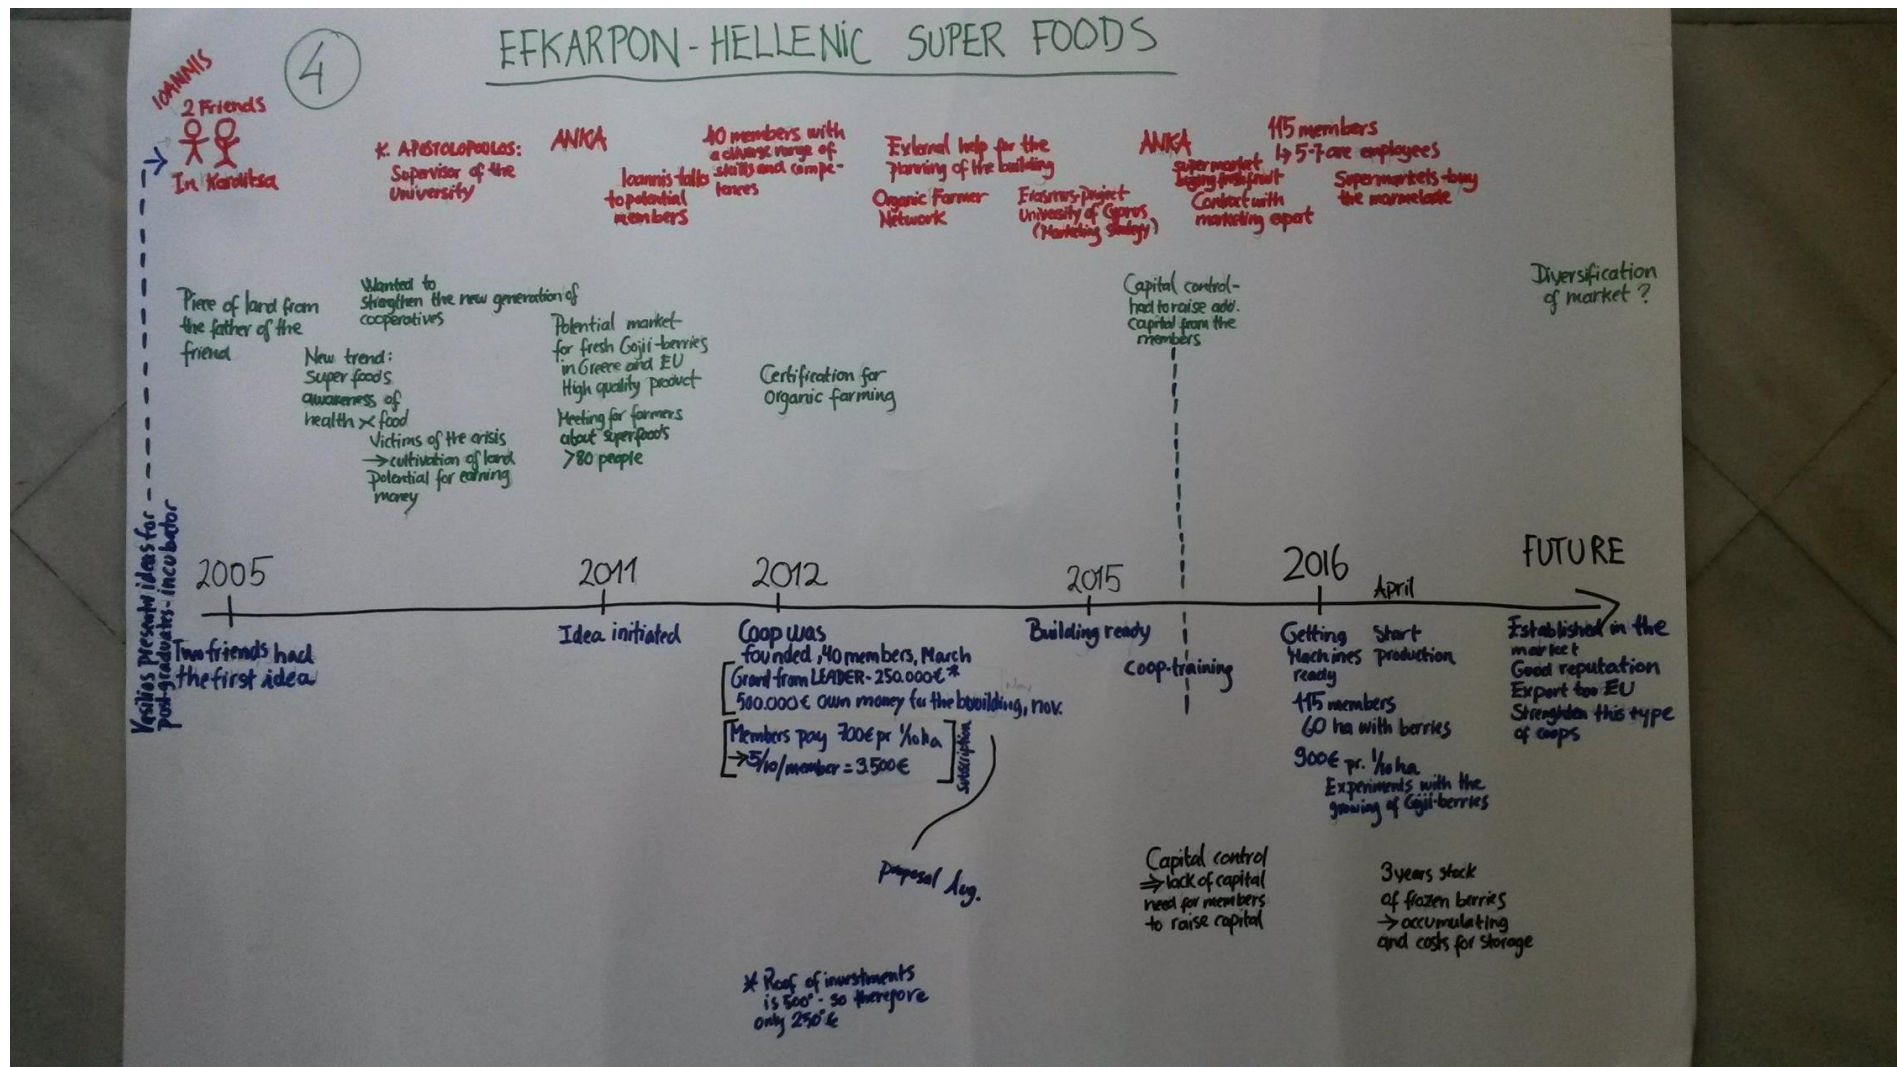 4
EFKARPON - HELLENIC SUPER FOODS
IOANNIS
2 Friends
In Karditsa
K. APOSTOLOPOULOS:
Supervisor of the
University
ANKA
Ioannis talks
to potential
members
40 members with
a diverse range of
skills and compe-
tences
External help for the
planning of the building
Organic Farmer
Network
Erasmus-project
University of Cyprus
(Marketing strategy)
ANKA
supermarket
buying fresh fruit
Contact with
marketing expert
115 members
↳ 5-7 are employees
Supermarkets buy
the marmelade
Piece of land from
the father of the
friend
Wanted to
strengthen the new generation of
cooperatives
New trend:
Super foods
awareness of
health x food
Victims of the crisis
→ cultivation of land
Potential for earning
money
Potential market
for fresh Gojii-berries
in Greece and EU
High quality product
Meeting for farmers
about superfoods
>80 people
Certification for
Organic farming
Capital control -
had to raise add.
capital from the
members
Diversification
of market ?
Vasilios presents ideas for
post-graduates - incubator
2005
2011
2012
2015
2016
April
FUTURE
Two friends had
the first idea
Idea initiated
Coop was
founded, 40 members, March
Grant from LEADER - 250.000€*
500.000€ own money for the buuilding, nov.
Members pay 700€ pr 1/10 ha
→ 5/10/member = 3.500€
Subscription
Proposal Aug.
* Roof of investments
is 500' - so therefore
only 250'
Building ready
coop-training
Getting
Machines
ready
Start
production
115 members
60 ha with berries
900€ pr. 1/10 ha
Experiments with the
growing of Gojii-berries
Established in the
market
Good reputation
Export too EU
Strenghten this type
of coops
Capital control
⇒ lack of capital
need for members
to raise capital
3 years stock
of frozen berries
→ accumulating
and costs for storage